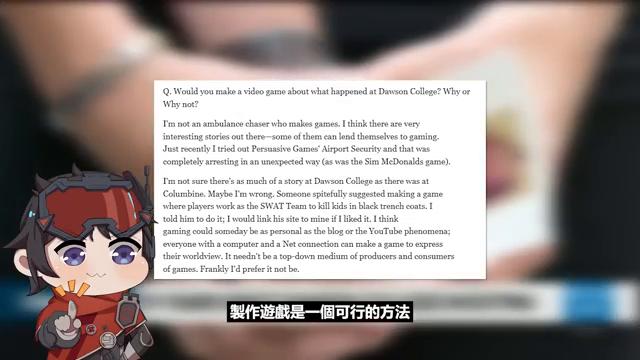 Q. Would you make a video game about what happened at Dawson College? Why or
Why not?
I'm not an ambulance chaser who makes games. I think there are very
interesting stories out there—some of them can lend themselves to gaming.
Just recently I tried out Persuasive Games' Airport Security and that was
completely arresting in an unexpected way (as was the Sim McDonalds game).
I'm not sure there's as much of a story at Dawson College as there was at
Columbine. Maybe I'm wrong. Someone spitefully suggested making a game
where players work as the SWAT Team to kill kids in black trench coats. I
told him to do it; I would link his site to mine if I liked it. I think
gaming could someday be as personal as the blog or the YouTube phenomena;
everyone with a computer and a Net connection can make a game to express
their worldview. It needn't be a top-down medium of producers and consumers
of games. Frankly I'd prefer it not be.
製作遊戲是一個可行的方法